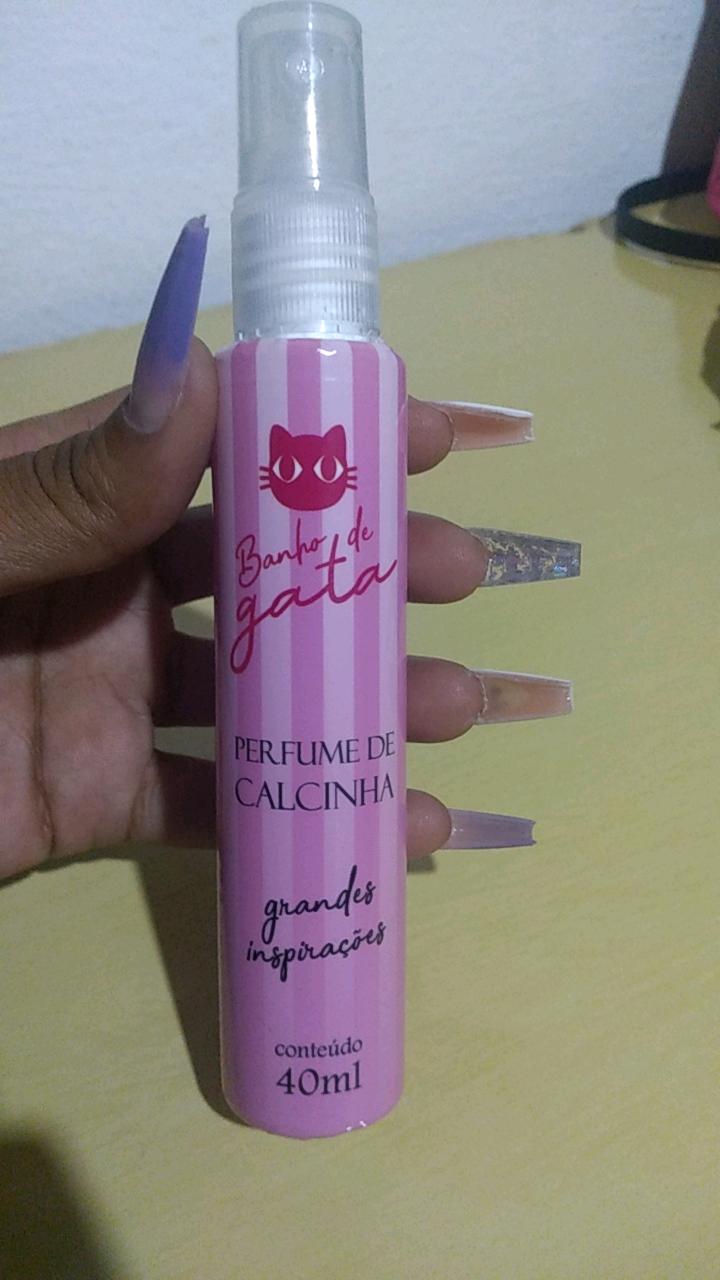 Banho de
gata
PERFUME DE
CALCINHA
grandes
inspirações
conteúdo
40ml